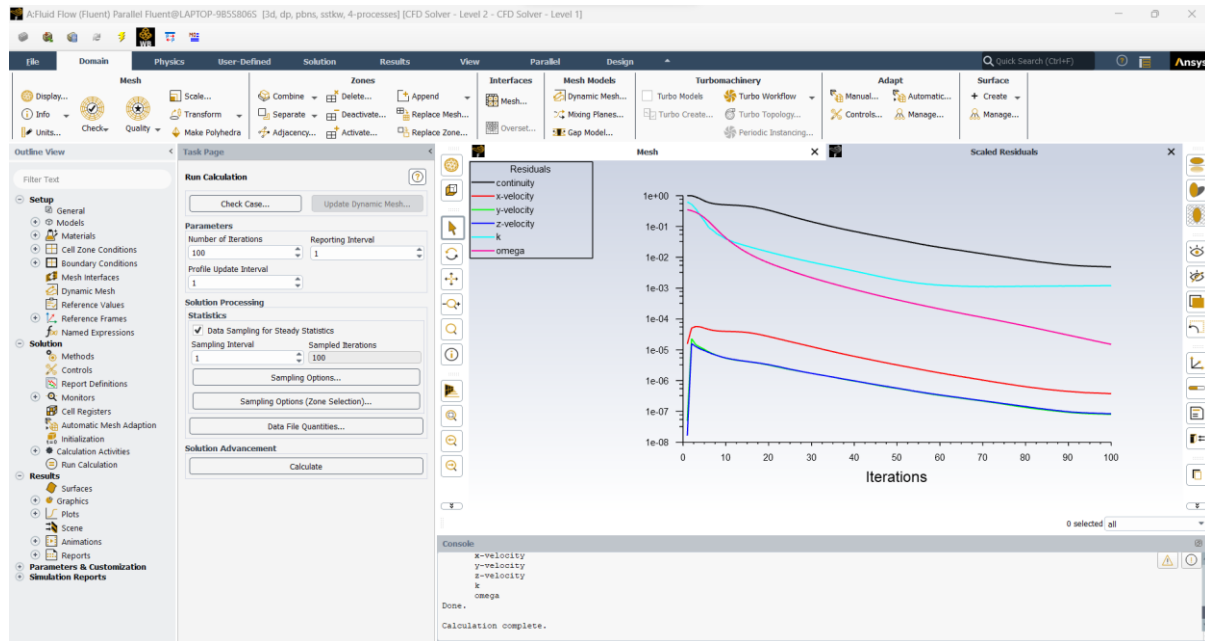 A:Fluid Flow (Fluent) Parallel Fluent@LAPTOP-985S806S [3d, dp, pbns, sstkw, 4-processes] [CFD Solver - Level 2 - CFD Solver - Level 1]
File Domain Physics User-Defined Solution Results View Parallel Design Quick Search (Ctrl+F) Ansys
Mesh Zones Interfaces Mesh Models Turbomachinery Adapt Surface
Display... Scale... Combine Delete... Append Mesh... Dynamic Mesh... Turbo Models Turbo Workflow Manual... Automatic... + Create
Info Check Quality Transform Separate Deactivate... Replace Mesh... Mixing Planes... Turbo Create... Turbo Topology... Controls... Manage... Manage...
Units... Make Polyhedra Adjacency... Activate... Replace Zone... Overset... Gap Model... Periodic Instancing...
Outline View
Filter Text
Setup
General
Models
Materials
Cell Zone Conditions
Boundary Conditions
Mesh Interfaces
Dynamic Mesh
Reference Values
Reference Frames
Named Expressions
Solution
Methods
Controls
Report Definitions
Monitors
Cell Registers
Automatic Mesh Adaption
Initialization
Calculation Activities
Run Calculation
Results
Surfaces
Graphics
Plots
Scene
Animations
Reports
Parameters & Customization
Simulation Reports
Task Page
Run Calculation
Check Case... Update Dynamic Mesh...
Parameters
Number of Iterations Reporting Interval
100 1
Profile Update Interval
1
Solution Processing
Statistics
Data Sampling for Steady Statistics
Sampling Interval Sampled Iterations
1 100
Sampling Options...
Sampling Options (Zone Selection)...
Data File Quantities...
Solution Advancement
Calculate
Mesh Scaled Residuals
Residuals
continuity
x-velocity
y-velocity
z-velocity
k
omega
1e+00
1e-01
1e-02
1e-03
1e-04
1e-05
1e-06
1e-07
1e-08
0 10 20 30 40 50 60 70 80 90 100
Iterations
0 selected all
Console
x-velocity
y-velocity
z-velocity
k
omega
Done.
Calculation complete.